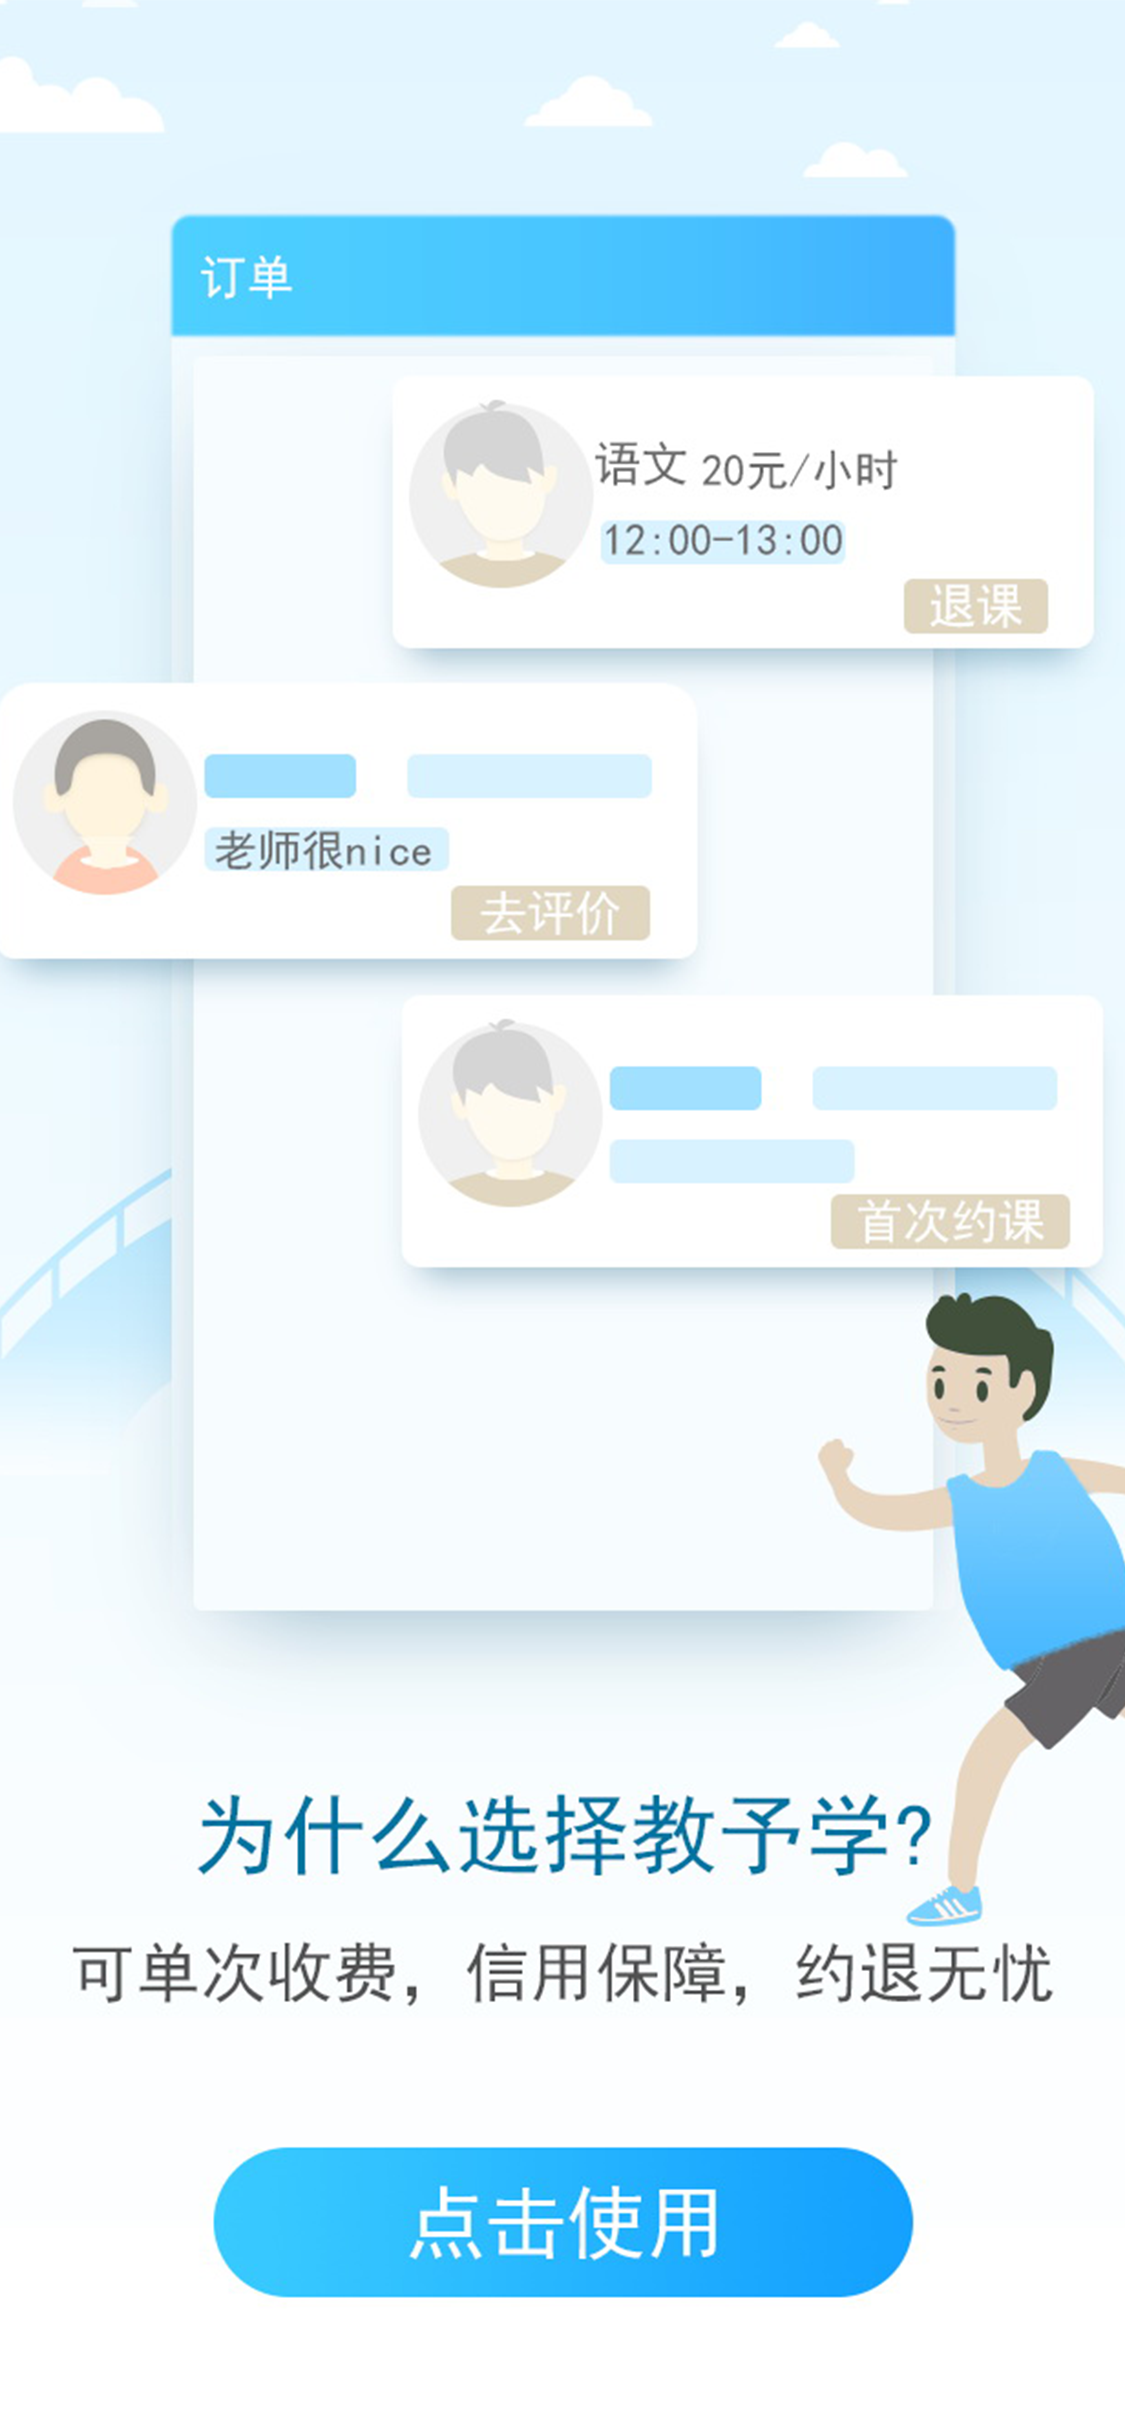 订单
语文 20元/小时
12:00-13:00
退课
老师很nice
去评价
首次约课
为什么选择教予学?
可单次收费，信用保障，约退无忧
点击使用